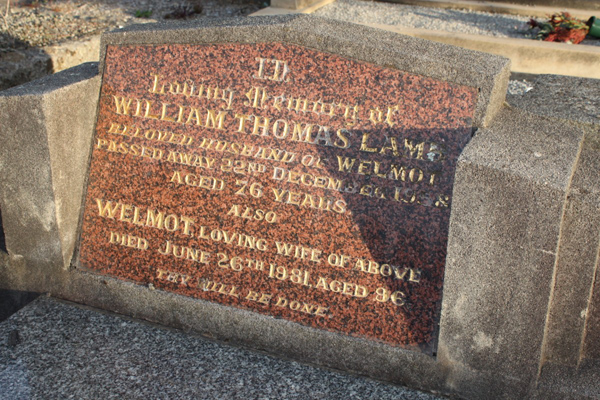 I.D.
Loving Memory of
WILLIAM THOMAS LAMB
BELOVED HUSBAND OF WELMOT
PASSED AWAY 22ND DECEMBER
AGED 76 YEARS.
ALSO
WELMOT, LOVING WIFE OF ABOVE
DIED JUNE 26TH 1981, AGED 96
THY WILL BE DONE.